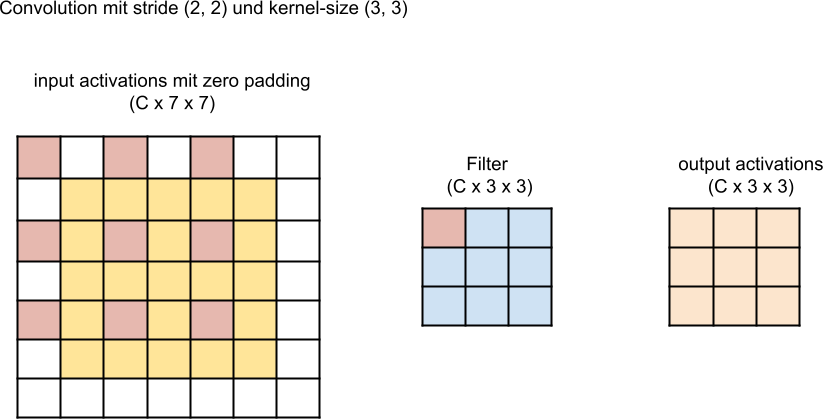 Convolution mit stride (2, 2) und kernel-size (3, 3)
input activations mit zero padding
(C x 7 x 7)
Filter
(C x 3 x 3)
output activations
(C x 3 x 3)